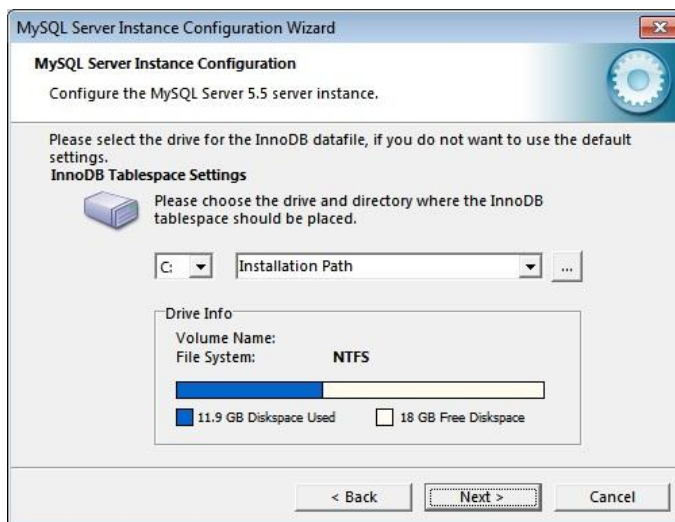 MySQL Server Instance Configuration Wizard
MySQL Server Instance Configuration
Configure the MySQL Server 5.5 server instance.
Please select the drive for the InnoDB datafile, if you do not want to use the default
settings.
InnoDB Tablespace Settings
Please choose the drive and directory where the InnoDB
tablespace should be placed.
C:
Installation Path
...
Drive Info
Volume Name:
File System: NTFS
11.9 GB Diskspace Used
18 GB Free Diskspace
< Back
Next >
Cancel